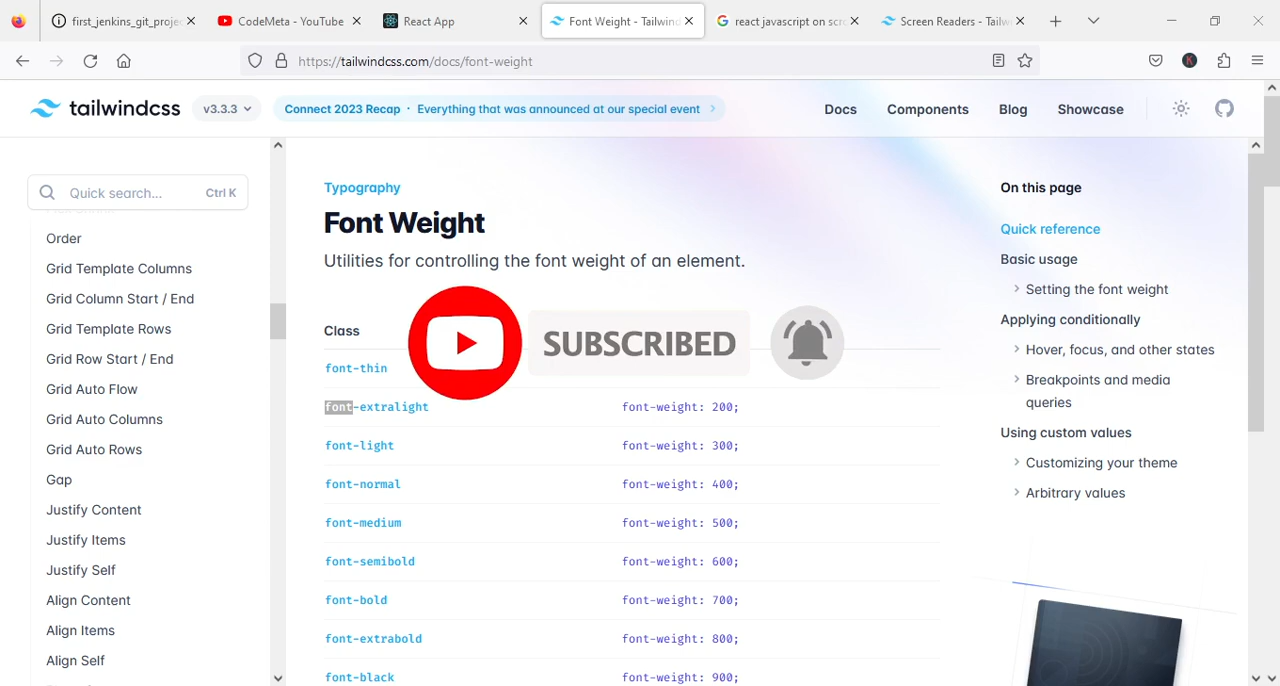 first_jenkins_git_proje
CodeMeta - YouTube
React App
Font Weight - Tailwind
react javascript on scr
Screen Readers - Tailw
https://tailwindcss.com/docs/font-weight
K
tailwindcss
v3.3.3
Connect 2023 Recap · Everything that was announced at our special event
Docs
Components
Blog
Showcase
Quick search...
Ctrl K
Order
Grid Template Columns
Grid Column Start / End
Grid Template Rows
Grid Row Start / End
Grid Auto Flow
Grid Auto Columns
Grid Auto Rows
Gap
Justify Content
Justify Items
Justify Self
Align Content
Align Items
Align Self
Typography
Font Weight
Utilities for controlling the font weight of an element.
Class
SUBSCRIBED
font-thin
font-extralight font-weight: 200;
font-light font-weight: 300;
font-normal font-weight: 400;
font-medium font-weight: 500;
font-semibold font-weight: 600;
font-bold font-weight: 700;
font-extrabold font-weight: 800;
font-black font-weight: 900;
On this page
Quick reference
Basic usage
Setting the font weight
Applying conditionally
Hover, focus, and other states
Breakpoints and media
queries
Using custom values
Customizing your theme
Arbitrary values